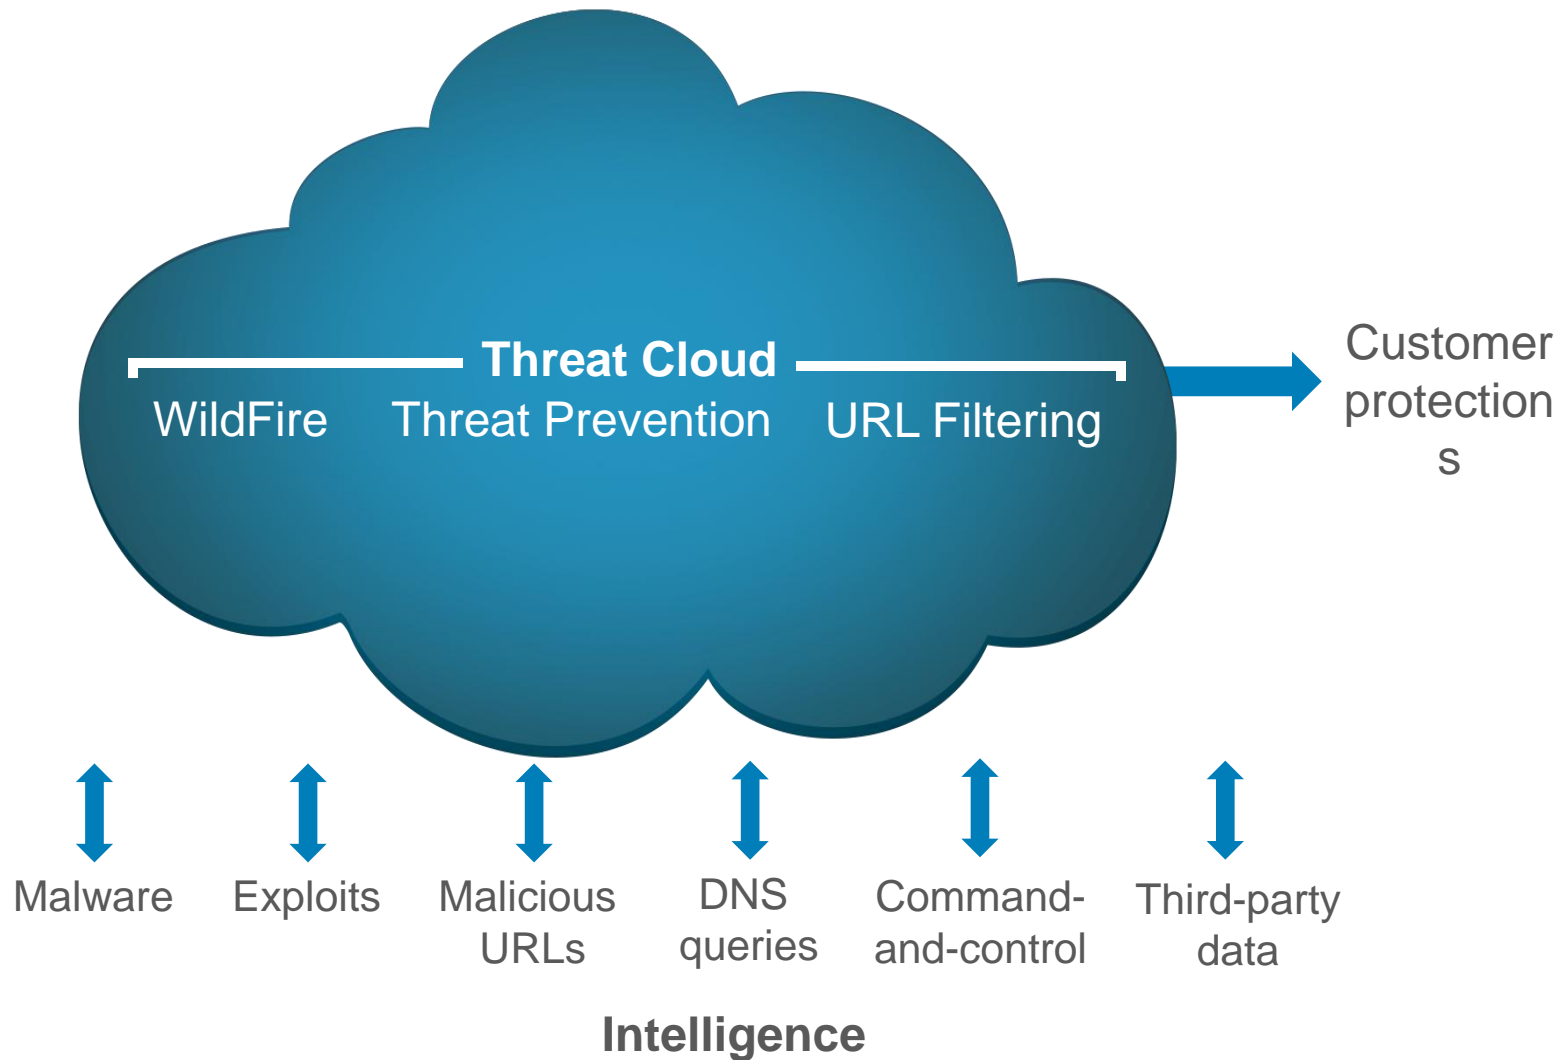 Threat Cloud
WildFire Threat Prevention URL Filtering
Customer
protection
s
Malware
Exploits
Malicious
URLs
DNS
queries
Command-
and-control
Third-party
data
Intelligence